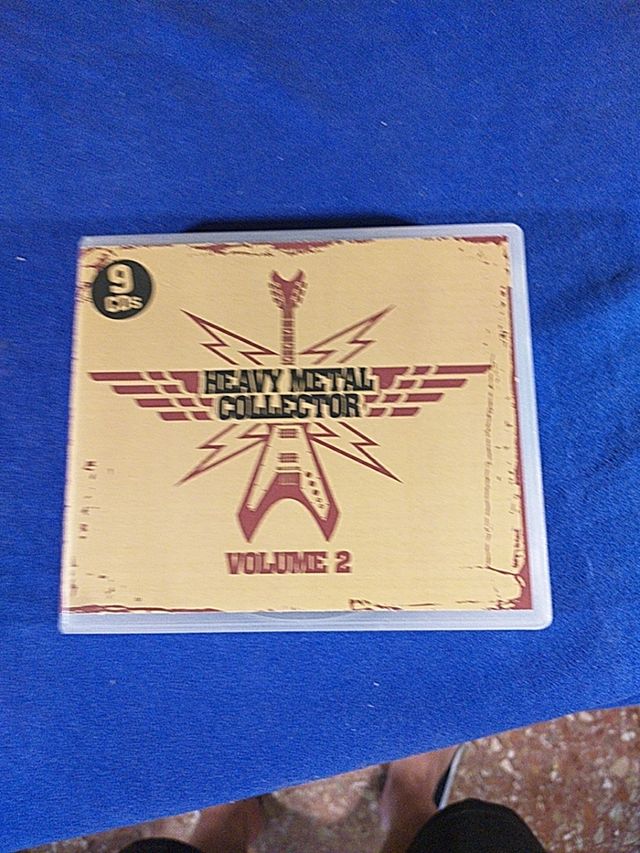 9
CDs
HEAVY METAL
COLLECTOR
VOLUME 2